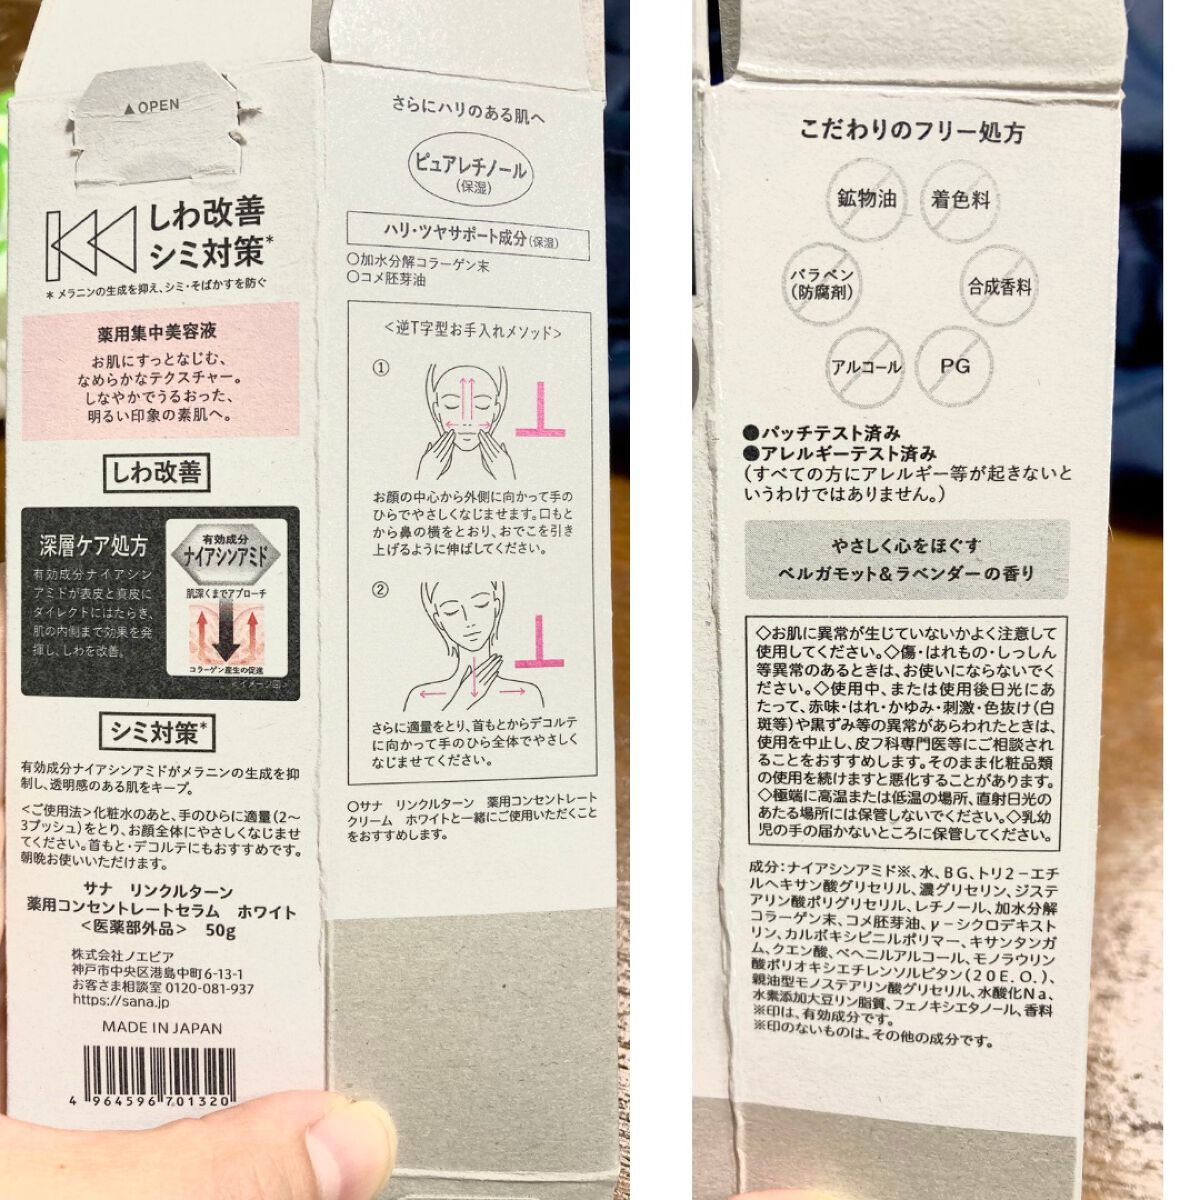 ▲OPEN
しわ改善
シミ対策*
*メラニンの生成を抑え、シミ・そばかすを防ぐ
薬用集中美容液
お肌にすっとなじむ、
なめらかなテクスチャー。
しなやかでうるおった、
明るい印象の素肌へ。
しわ改善
深層ケア処方
有効成分ナイアシン
アミドが表皮と真皮に
ダイレクトにはたらき、
肌の内側まで効果を発
揮し、しわを改善。
有効成分
ナイアシンアミド
肌深くまでアプローチ
コラーゲン産生の促進
<イメージ図>
シミ対策*
有効成分ナイアシンアミドがメラニンの生成を抑
制し、透明感のある肌をキープ。
<ご使用法>化粧水のあと、手のひらに適量(2〜
3プッシュ)をとり、お顔全体にやさしくなじませ
てください。首もと・デコルテにもおすすめです。
朝晩お使いいただけます。
サナ リンクルターン
薬用コンセントレートセラム ホワイト
<医薬部外品> 50g
株式会社ノエビア
神戸市中央区港島中町6-13-1
お客さま相談室 0120-081-937
https://sana.jp
MADE IN JAPAN
4 964596 701320
さらにハリのある肌へ
ピュアレチノール
(保湿)
ハリ・ツヤサポート成分(保湿)
○加水分解コラーゲン末
○コメ胚芽油
<逆T字型お手入れメソッド>
①
お顔の中心から外側に向かって手の
ひらでやさしくなじませます。口もと
から鼻の横をとおり、おでこを引き
上げるように伸ばしてください。
②
さらに適量をとり、首もとからデコルテ
に向かって手のひら全体でやさしく
なじませてください。
○サナ リンクルターン 薬用コンセントレート
クリーム ホワイトと一緒にご使用いただくこと
をおすすめします。
こだわりのフリー処方
鉱物油
着色料
パラベン
(防腐剤)
合成香料
アルコール
PG
●パッチテスト済み
●アレルギーテスト済み
(すべての方にアレルギー等が起きないと
いうわけではありません。)
やさしく心をほぐす
ベルガモット&ラベンダーの香り
◇お肌に異常が生じていないかよく注意して
使用してください。◇傷・はれもの・しっしん
等異常のあるときは、お使いにならないでく
ださい。◇使用中、または使用後日光にあ
たって、赤味・はれ・かゆみ・刺激・色抜け(白
斑等)や黒ずみ等の異常があらわれたときは、
使用を中止し、皮フ科専門医等にご相談され
ることをおすすめします。そのまま化粧品類
の使用を続けますと悪化することがあります。
◇極端に高温または低温の場所、直射日光の
あたる場所には保管しないでください。◇乳幼
児の手の届かないところに保管してください。
成分:ナイアシンアミド※、水、BG、トリ2-エチ
ルヘキサン酸グリセリル、濃グリセリン、ジステ
アリン酸ポリグリセリル、レチノール、加水分解
コラーゲン末、コメ胚芽油、γ-シクロデキスト
リン、カルボキシビニルポリマー、キサンタンガ
ム、クエン酸、ベヘニルアルコール、モノラウリン
酸ポリオキシエチレンソルビタン(20E.O.)、
親油型モノステアリン酸グリセリル、水酸化Na、
水素添加大豆リン脂質、フェノキシエタノール、香料
※印は、有効成分です。
※印のないものは、その他の成分です。